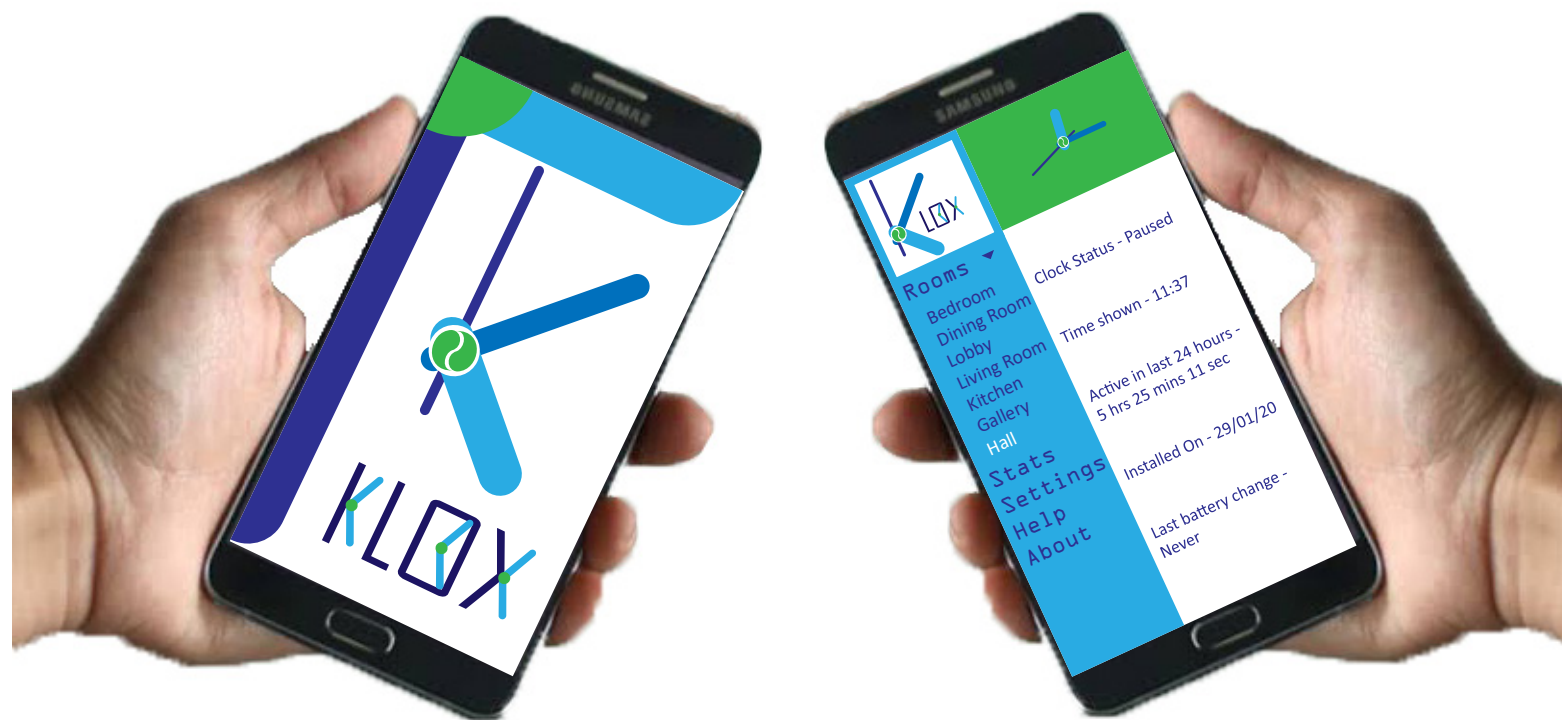 SAMSUNG
KLOX
SAMSUNG
KLOX
Rooms
Bedroom
Dining Room
Lobby
Living Room
Kitchen
Gallery
Hall
Stats
Settings
Help
About
Clock Status - Paused
Time shown - 11:37
Active in last 24 hours -
5 hrs 25 mins 11 sec
Installed On - 29/01/20
Last battery change -
Never